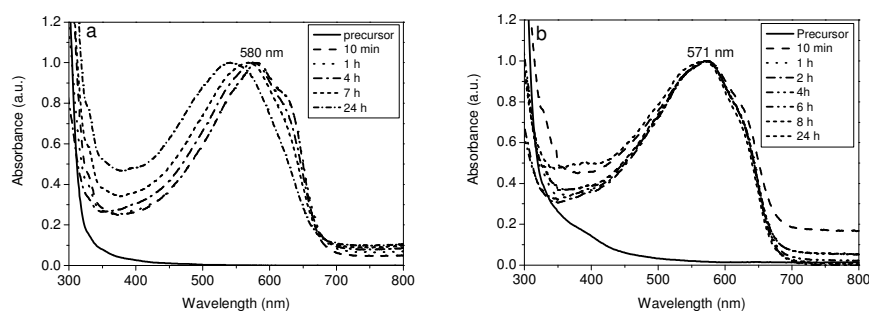 a
580 nm
precursor
10 min
1 h
4 h
7 h
24 h
1.2
1.0
0.8
0.6
0.4
0.2
0.0
Absorbance (a.u.)
300 400 500 600 700 800
Wavelength (nm)
b
571 nm
Precursor
10 min
1 h
2 h
4h
6 h
8 h
24 h
1.2
1.0
0.8
0.6
0.4
0.2
0.0
Absorbance (a.u.)
300 400 500 600 700 800
Wavelength (nm)